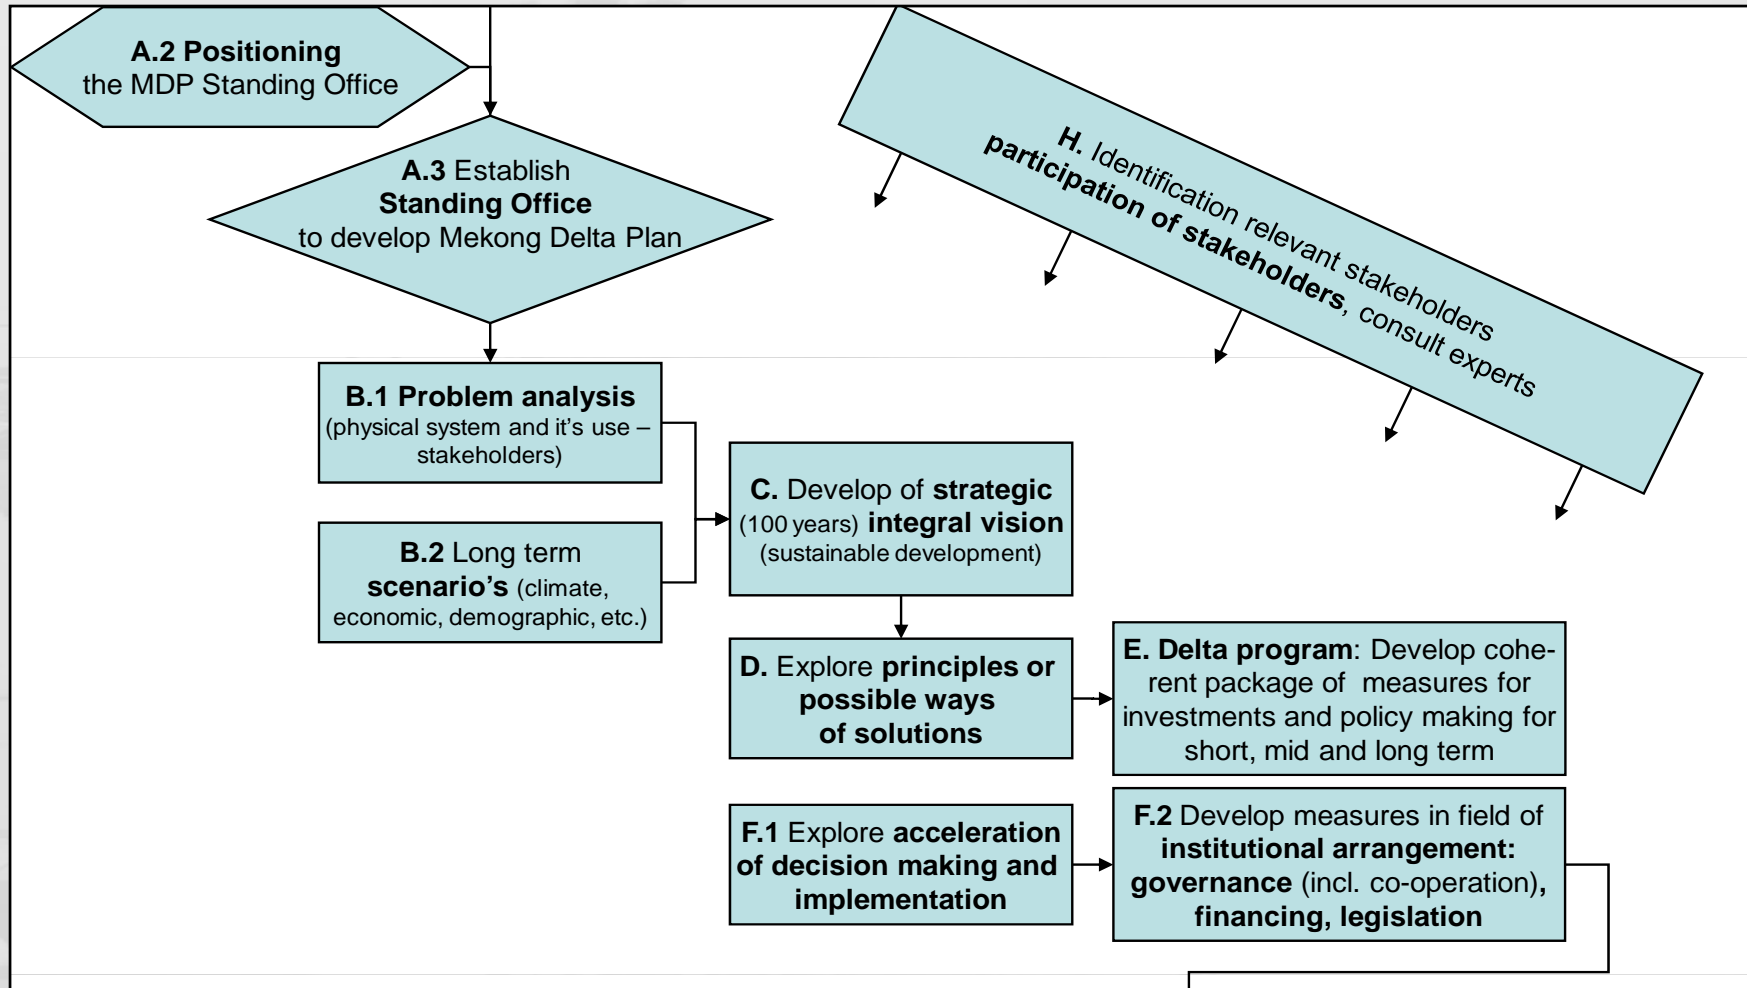 A.2 Positioning
the MDP Standing Office
A.3 Establish
Standing Office
to develop Mekong Delta Plan
H. Identification relevant stakeholders
participation of stakeholders, consult experts
B.1 Problem analysis
(physical system and it's use –
stakeholders)
B.2 Long term
scenario’s (climate,
economic, demographic, etc.)
C. Develop of strategic
(100 years) integral vision
(sustainable development)
D. Explore principles or
possible ways
of solutions
E. Delta program: Develop cohe-
rent package of  measures for
investments and policy making for
short, mid and long term
F.1 Explore acceleration
of decision making and
implementation
F.2 Develop measures in field of
institutional arrangement:
governance (incl. co-operation),
financing, legislation